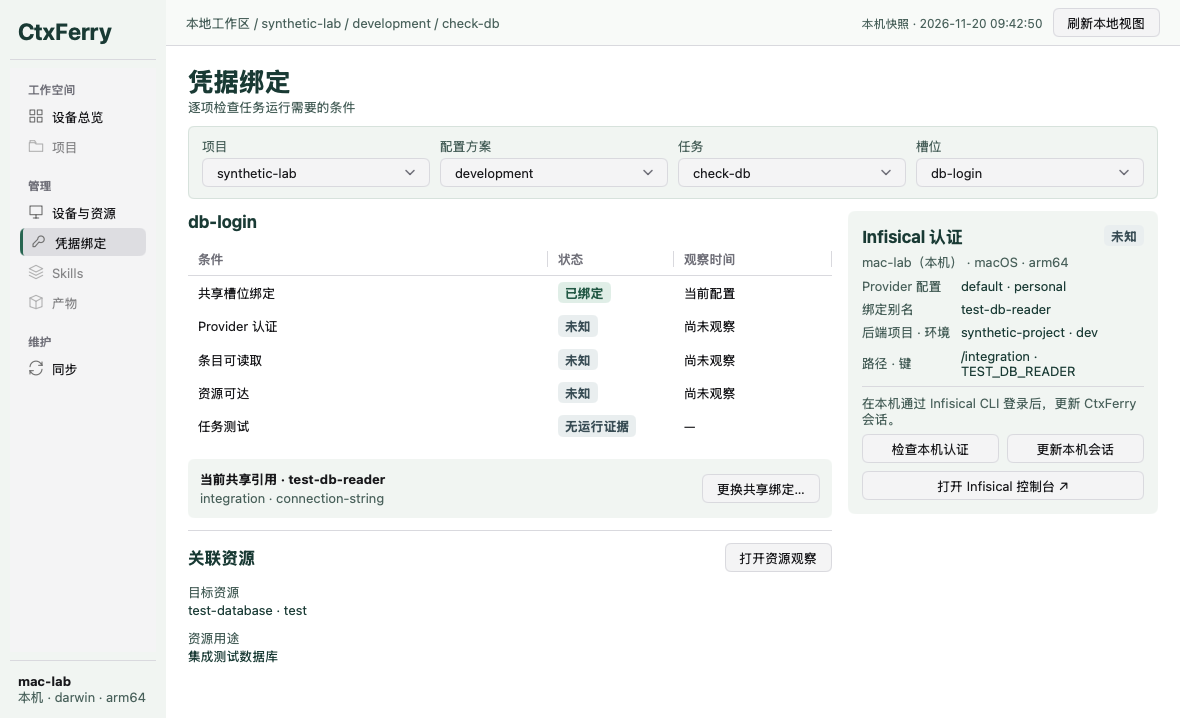 CtxFerry
工作空间
设备总览
项目
管理
设备与资源
凭据绑定
Skills
产物
维护
同步
mac-lab
本机 · darwin · arm64
本地工作区 / synthetic-lab / development / check-db
本机快照 · 2026-11-20 09:42:50
刷新本地视图
凭据绑定
逐项检查任务运行需要的条件
项目
synthetic-lab
配置方案
development
任务
check-db
槽位
db-login
db-login
条件 状态 观察时间
共享槽位绑定 已绑定 当前配置
Provider 认证 未知 尚未观察
条目可读取 未知 尚未观察
资源可达 未知 尚未观察
任务测试 无运行证据 —
当前共享引用 · test-db-reader
integration · connection-string
更换共享绑定...
关联资源
打开资源观察
目标资源
test-database · test
资源用途
集成测试数据库
Infisical 认证
未知
mac-lab（本机） · macOS · arm64
Provider 配置 default · personal
绑定别名 test-db-reader
后端项目 · 环境 synthetic-project · dev
路径 · 键 /integration ·
TEST_DB_READER
在本机通过 Infisical CLI 登录后，更新 CtxFerry
会话。
检查本机认证
更新本机会话
打开 Infisical 控制台 ↗